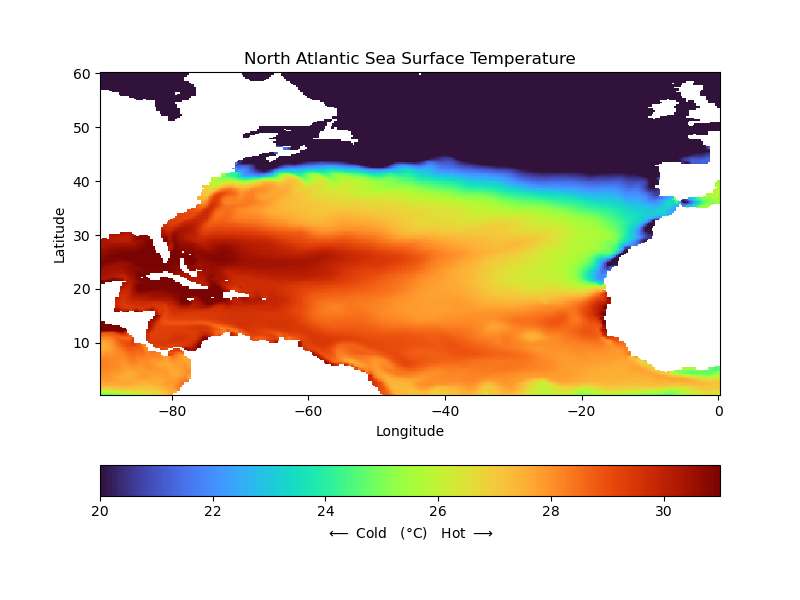 North Atlantic Sea Surface Temperature
60
50
40
30
20
10
Latitude
−80 −60 −40 −20 0
Longitude
20 22 24 26 28 30
⟵ Cold (°C) Hot ⟶